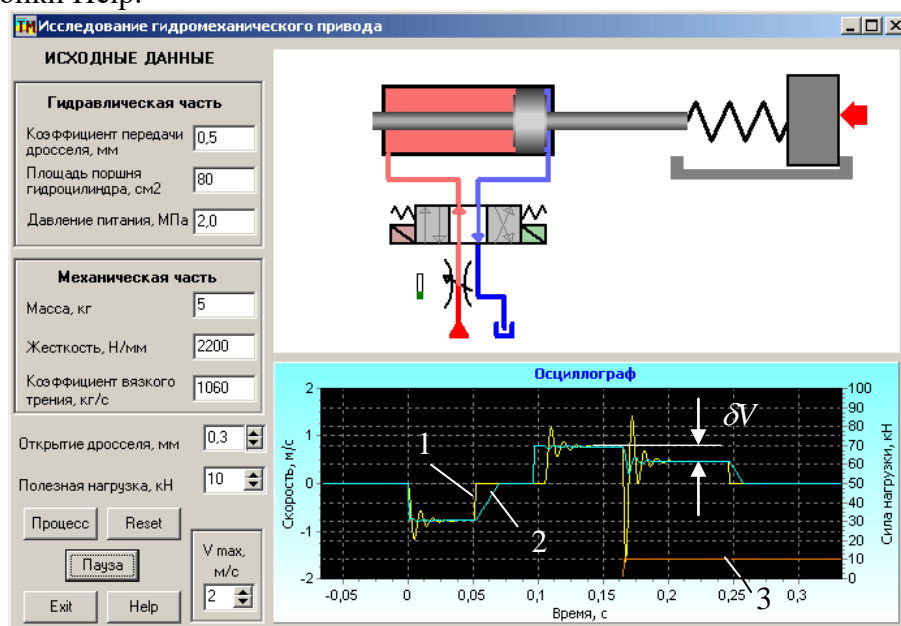 онки Help.
Исследование гидромеханического привода
ИСХОДНЫЕ ДАННЫЕ
Гидравлическая часть
Коэффициент передачи
дросселя, мм
0,5
Площадь поршня
гидроцилиндра, см2
80
Давление питания, МПа
2,0
Механическая часть
Масса, кг
5
Жесткость, Н/мм
2200
Коэффициент вязкого
трения, кг/с
1060
Открытие дросселя, мм
0,3
Полезная нагрузка, кН
10
Процесс
Reset
Пауза
Exit
Help
V max,
м/с
2
Осциллограф
Скорость, м/с
2
1
0
-1
-2
-0,05
0
0,05
0,1
0,15
0,2
0,25
0,3
Время, с
100
90
80
70
60
50
40
30
20
10
0
Сила нагрузки, кН
1
2
3
δV